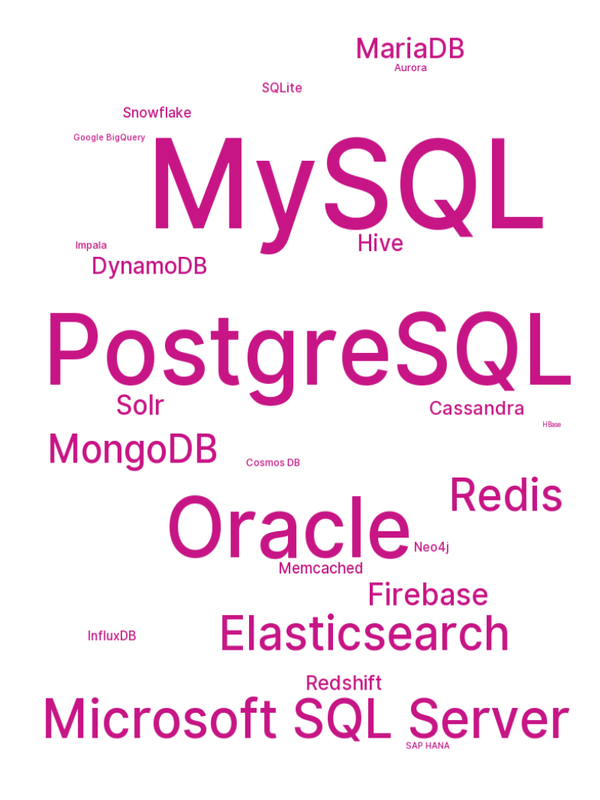 MariaDB
Aurora
SQLite
Snowflake
Google BigQuery
MySQL
Hive
Impala
DynamoDB
PostgreSQL
Solr
Cassandra
HBase
MongoDB
Cosmos DB
Redis
Oracle
Neo4j
Memcached
Firebase
Elasticsearch
InfluxDB
Redshift
Microsoft SQL Server
SAP HANA